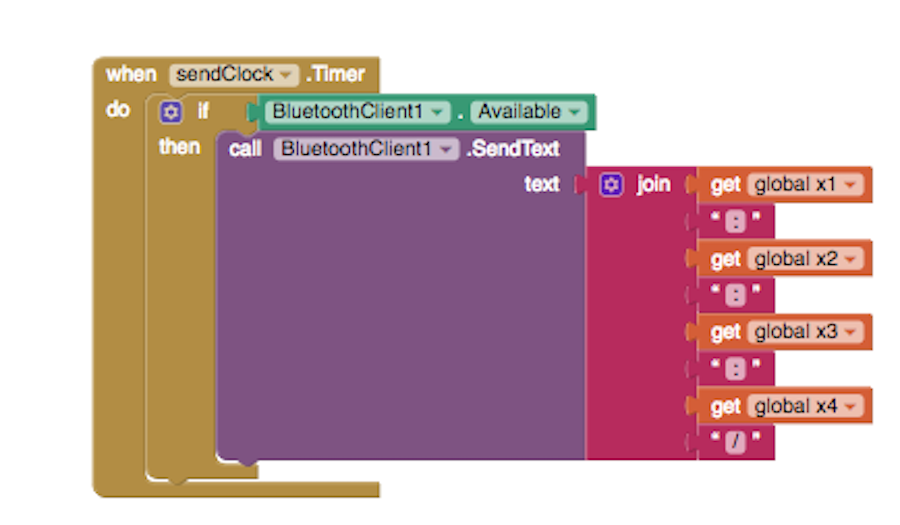 when sendClock .Timer
do if BluetoothClient1 . Available
then call BluetoothClient1 .SendText
text join get global x1
" : "
get global x2
" : "
get global x3
" : "
get global x4
" / "